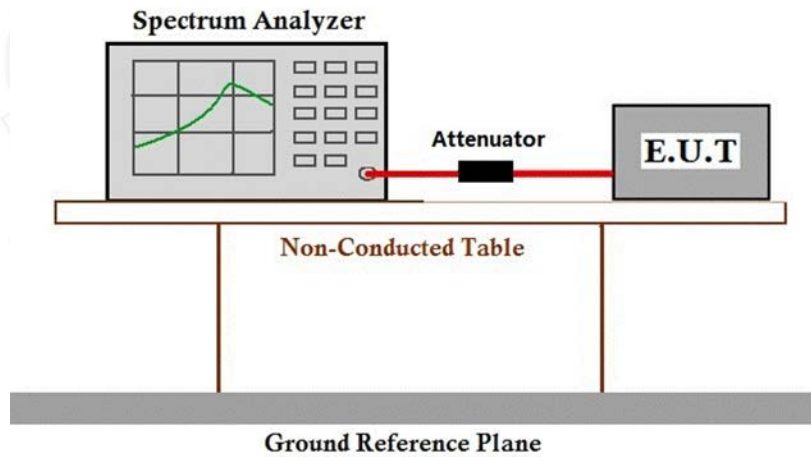 Spectrum Analyzer
Attenuator
E.U.T
Non-Conducted Table
Ground Reference Plane